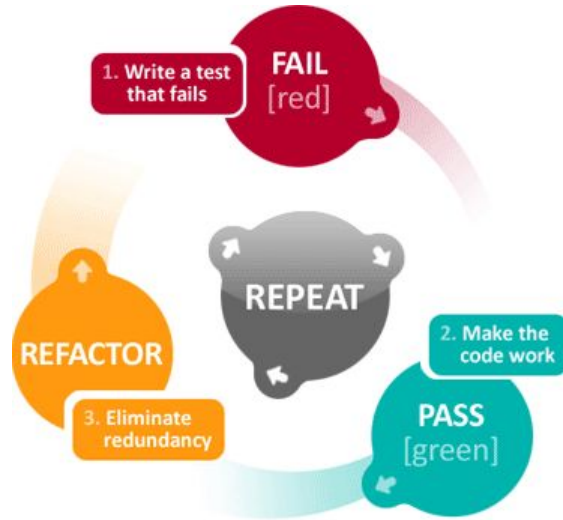 1. Write a test
that fails
FAIL
[red]
REPEAT
2. Make the
code work
PASS
[green]
REFACTOR
3. Eliminate
redundancy